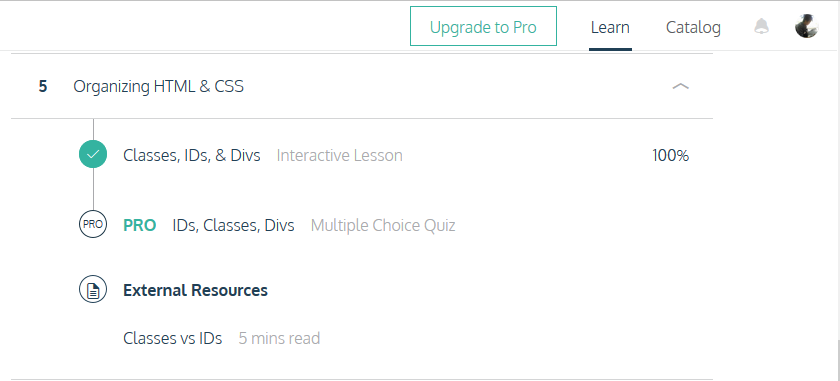 Upgrade to Pro Learn Catalog
5 Organizing HTML & CSS
Classes, IDs, & Divs Interactive Lesson 100%
PRO PRO IDs, Classes, Divs Multiple Choice Quiz
External Resources
Classes vs IDs 5 mins read